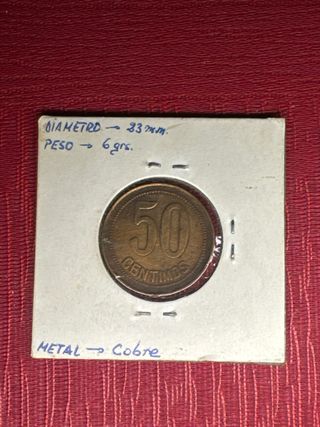 DIAMETRO → 23 mm.
PESO → 6 grs.
50
CENTIMOS
METAL → Cobre